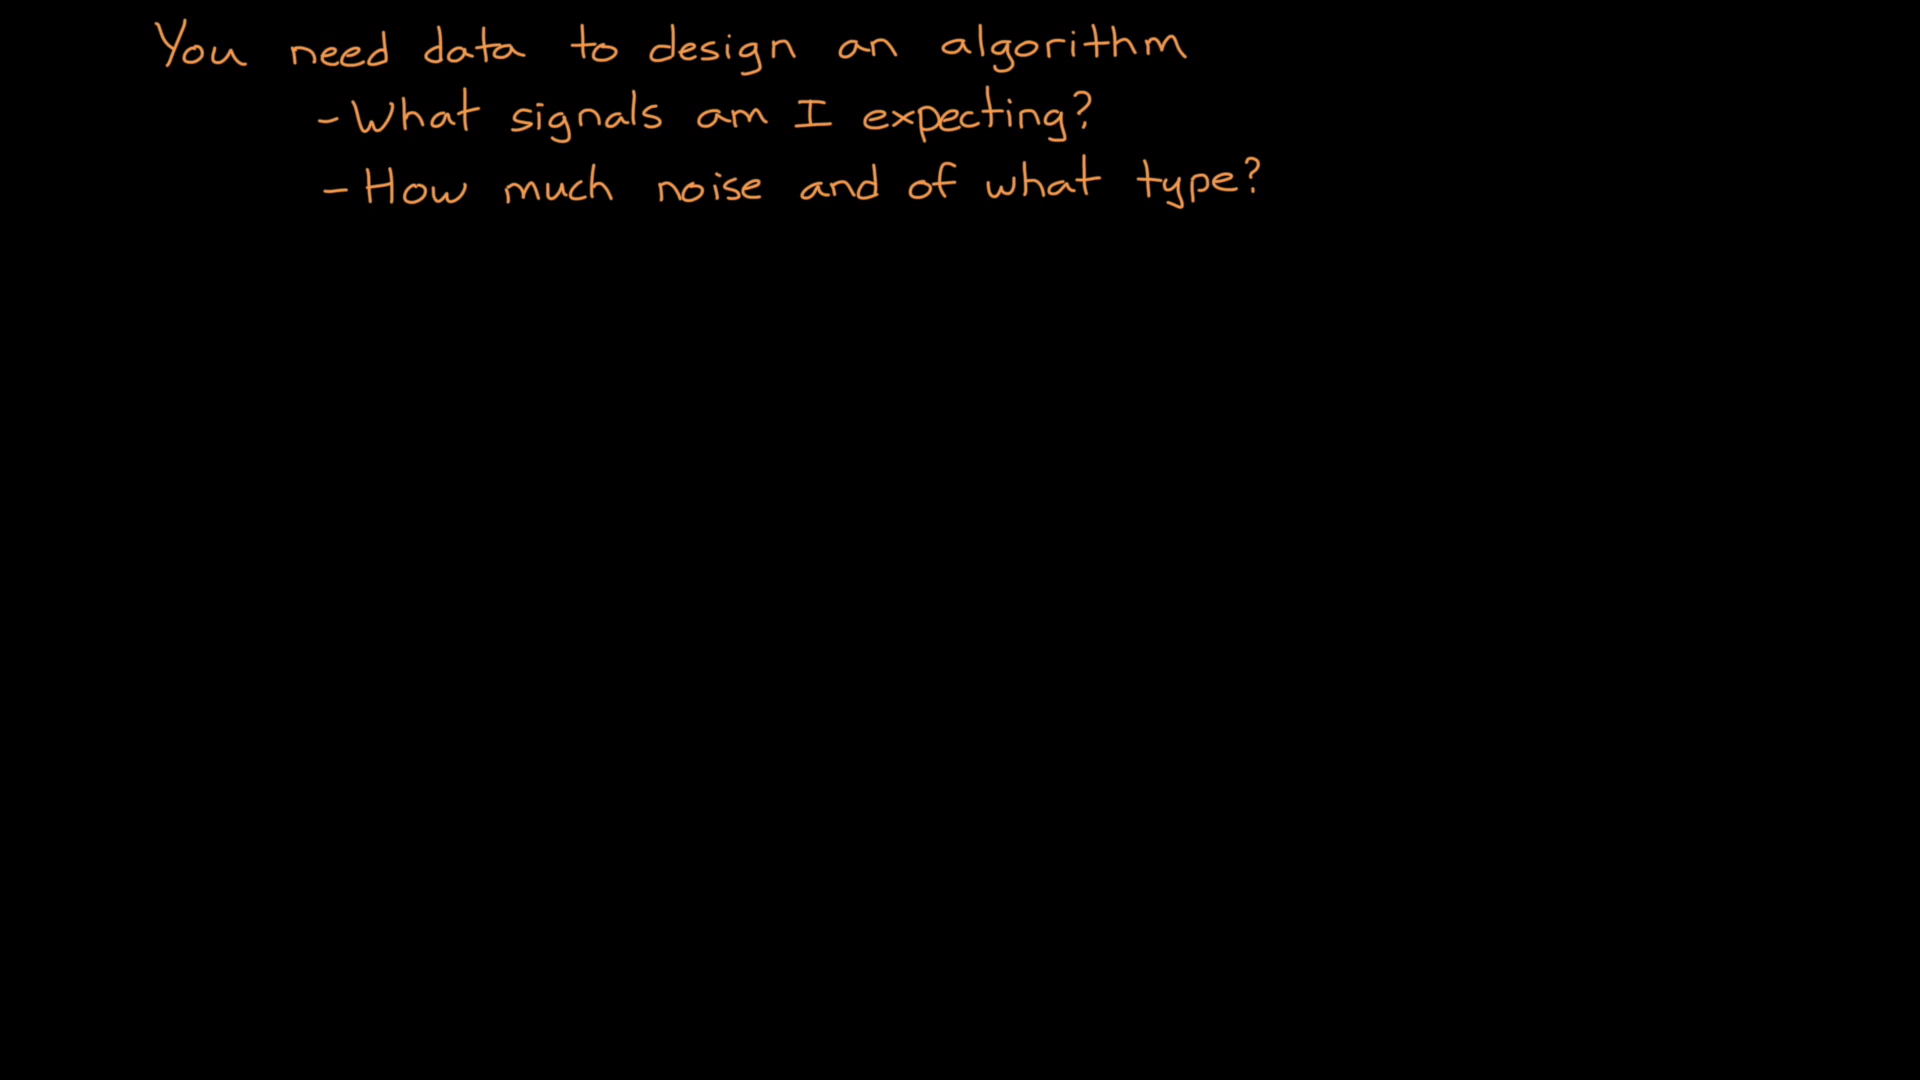 You need data to design an algorithm
- What signals am I expecting?
- How much noise and of what type?